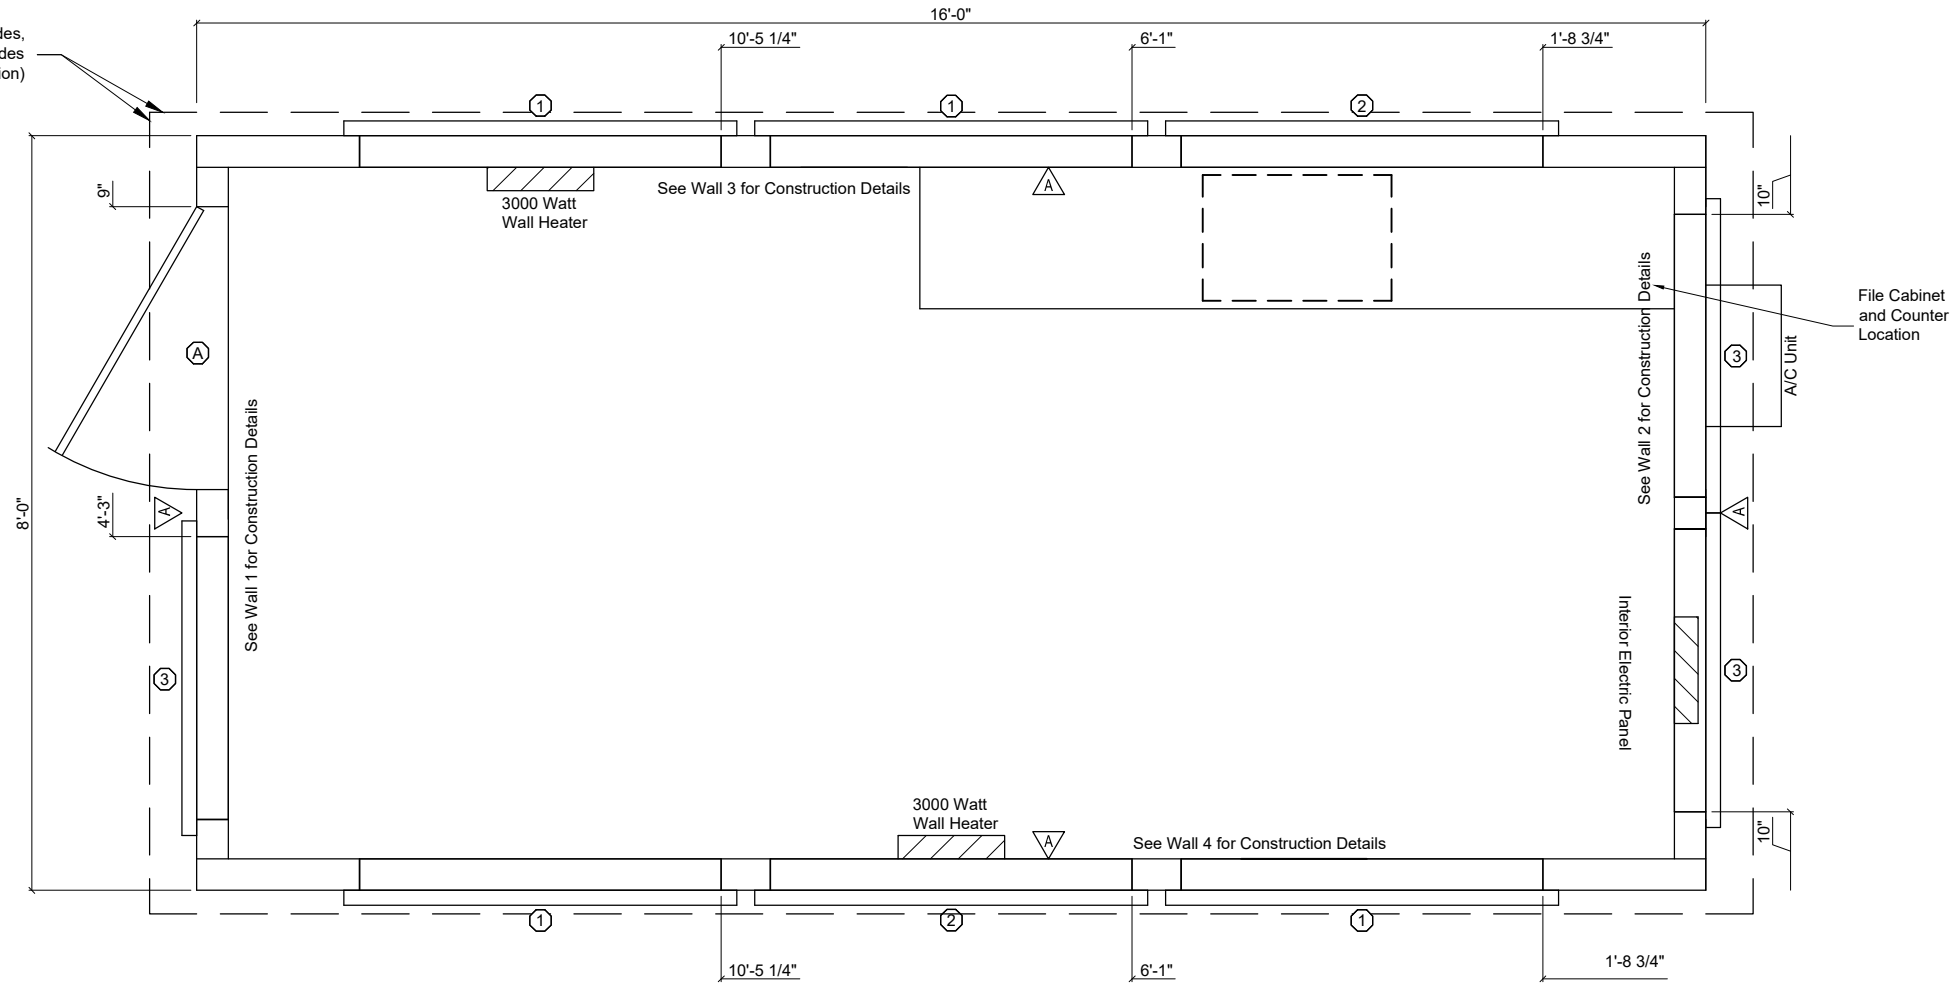 16'-0"
des,
des
ion)
10'-5 1/4"
6'-1"
1'-8 3/4"
1
1
2
9"
10"
See Wall 3 for Construction Details
A
3000 Watt
Wall Heater
File Cabinet
and Counter
Location
A
3
A/C Unit
See Wall 1 for Construction Details
See Wall 2 for Construction Details
8'-0"
4'-3"
A
A
3
3
Interior Electric Panel
3000 Watt
Wall Heater
A
See Wall 4 for Construction Details
10"
1
2
1
10'-5 1/4"
6'-1"
1'-8 3/4"